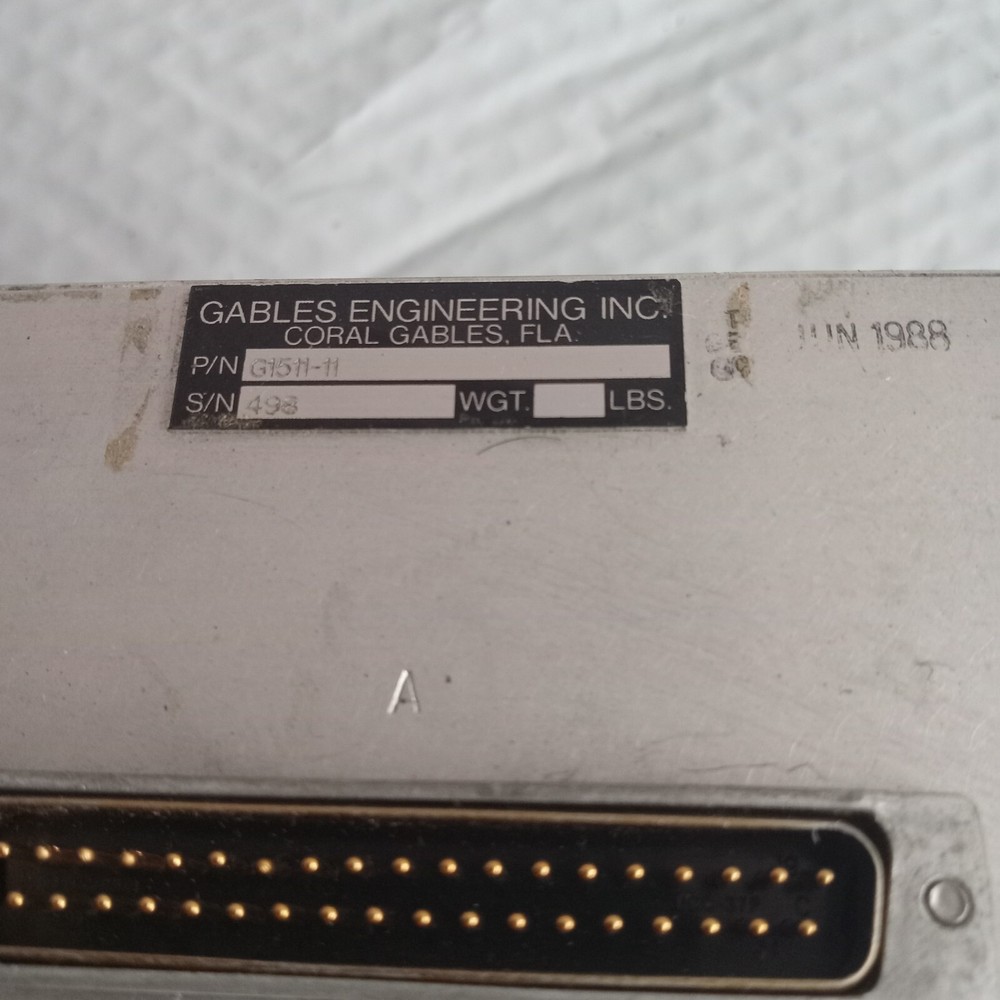 GABLES ENGINEERING INC.
CORAL GABLES, FLA.
P/N G1511-11
S/N 498
WGT. LBS.
JUN 1988
A